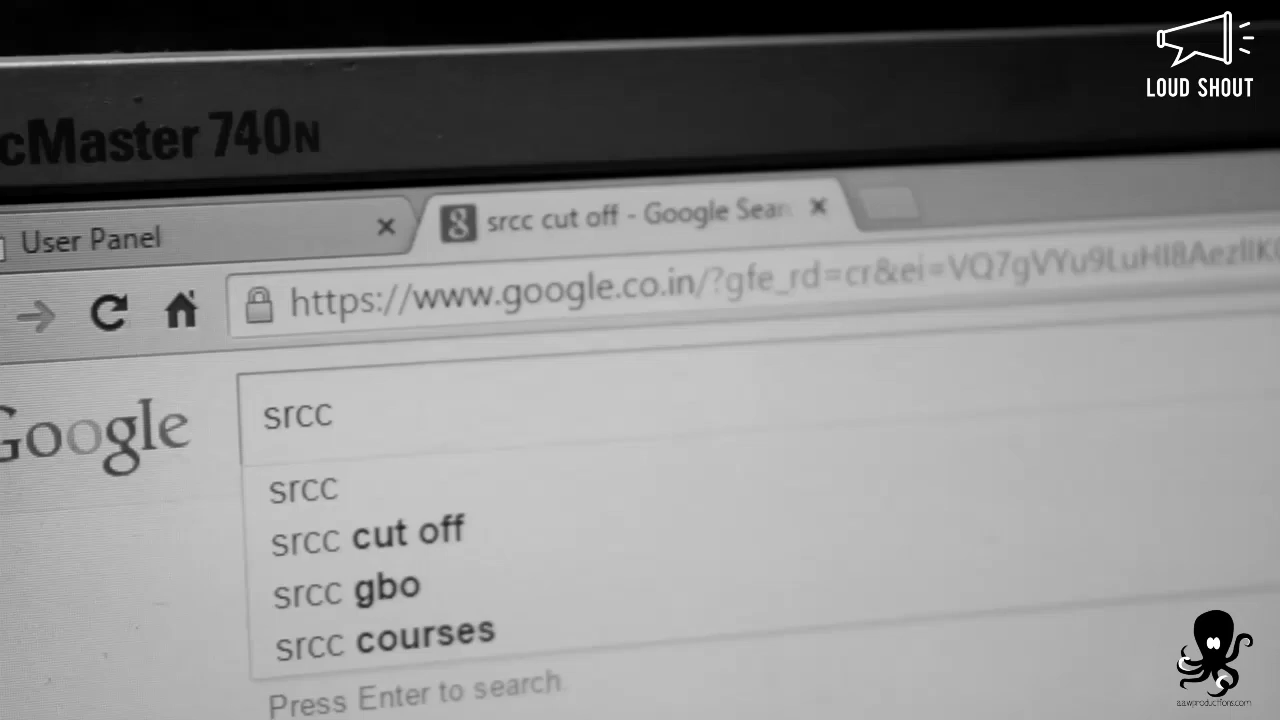 LOUD SHOUT
cMaster 740N
User Panel
srcc cut off - Google Sear
https://www.google.co.in/?gfe_rd=cr&ei=VQ7gVYu9LuHI8AezlIK
Google
srcc
srcc
srcc cut off
srcc gbo
srcc courses
Press Enter to search.